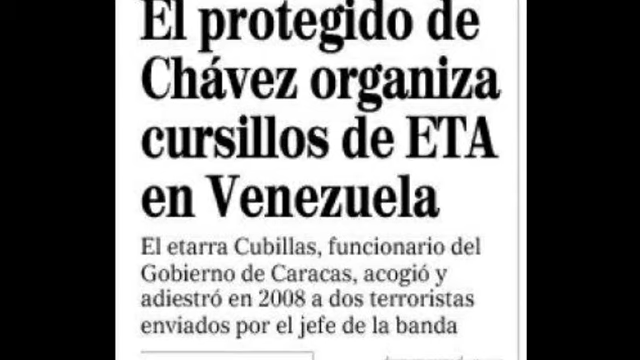 El protegido de
Chávez organiza
cursillos de ETA
en Venezuela
El etarra Cubillas, funcionario del
Gobierno de Caracas, acogió y
adiestró en 2008 a dos terroristas
enviados por el jefe de la banda